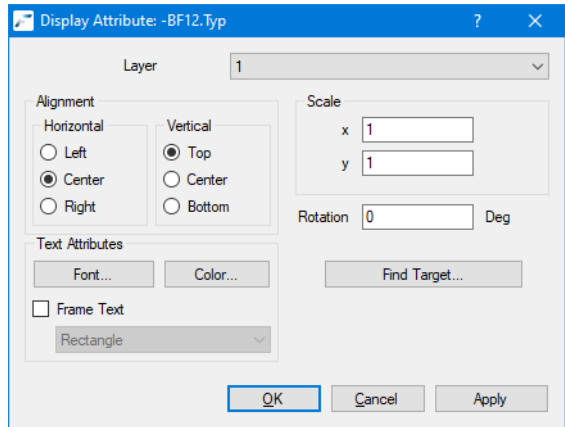 Display Attribute: -BF12.Typ
Layer 1
Alignment
Horizontal
Left
Center
Right
Vertical
Top
Center
Bottom
Scale
x 1
y 1
Rotation 0 Deg
Text Attributes
Font... Color...
Frame Text
Rectangle
Find Target...
OK Cancel Apply